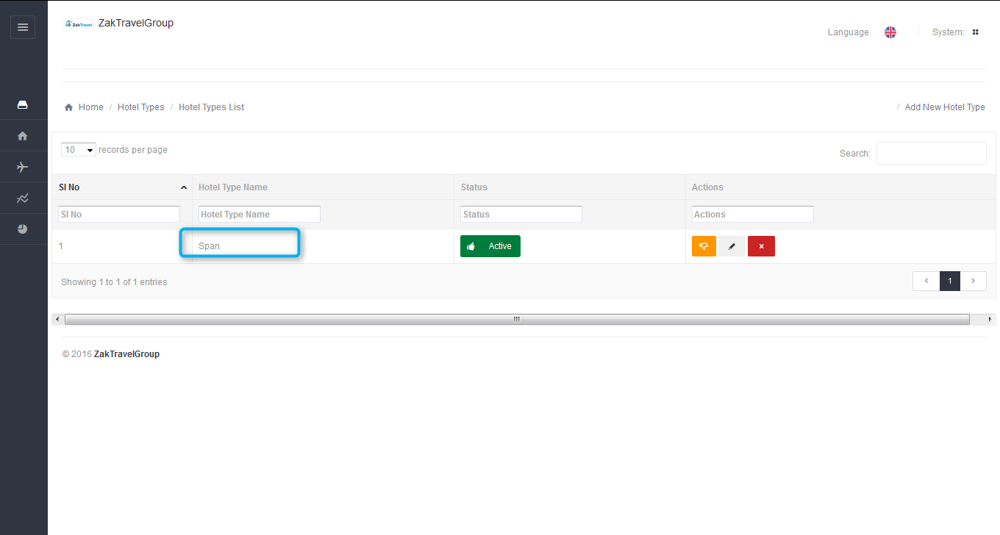 ZakTravel ZakTravelGroup
Language System:
Home / Hotel Types / Hotel Types List / Add New Hotel Type
10 records per page Search:
Sl No Hotel Type Name Status Actions
Sl No Hotel Type Name Status Actions
1 Span Active
Showing 1 to 1 of 1 entries 1
© 2016 ZakTravelGroup